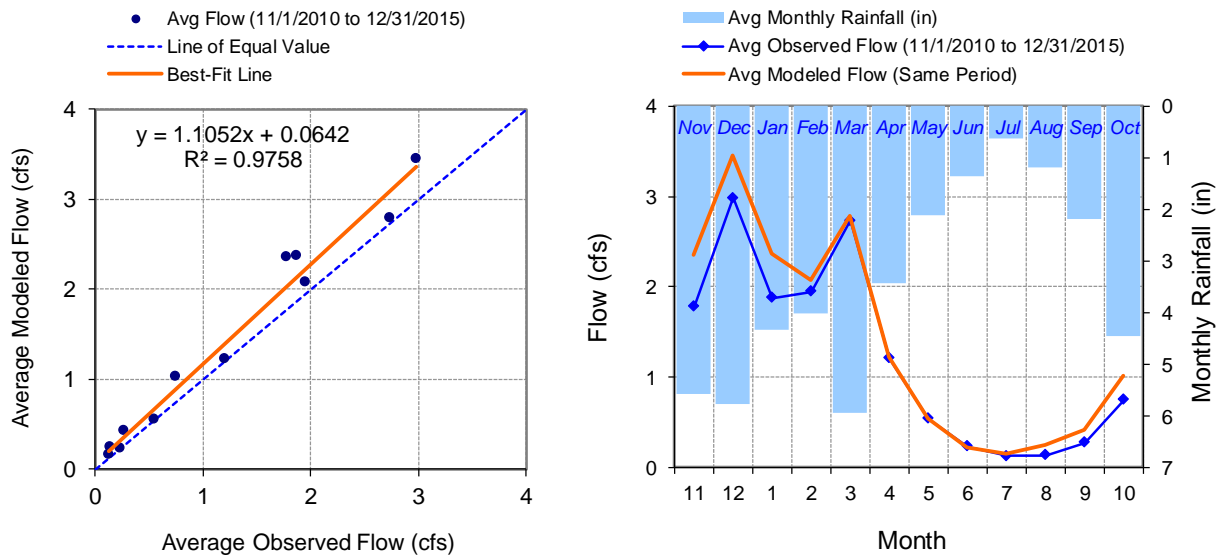 Avg Flow (11/1/2010 to 12/31/2015)
Line of Equal Value
Best-Fit Line
y = 1.1052x + 0.0642
R² = 0.9758
Average Modeled Flow (cfs)
4
3
2
1
0
0 1 2 3 4
Average Observed Flow (cfs)
Avg Monthly Rainfall (in)
Avg Observed Flow (11/1/2010 to 12/31/2015)
Avg Modeled Flow (Same Period)
Nov Dec Jan Feb Mar Apr May Jun Jul Aug Sep Oct
Flow (cfs)
4
3
2
1
0
0
1
2
3
4
5
6
7
Monthly Rainfall (in)
11 12 1 2 3 4 5 6 7 8 9 10
Month